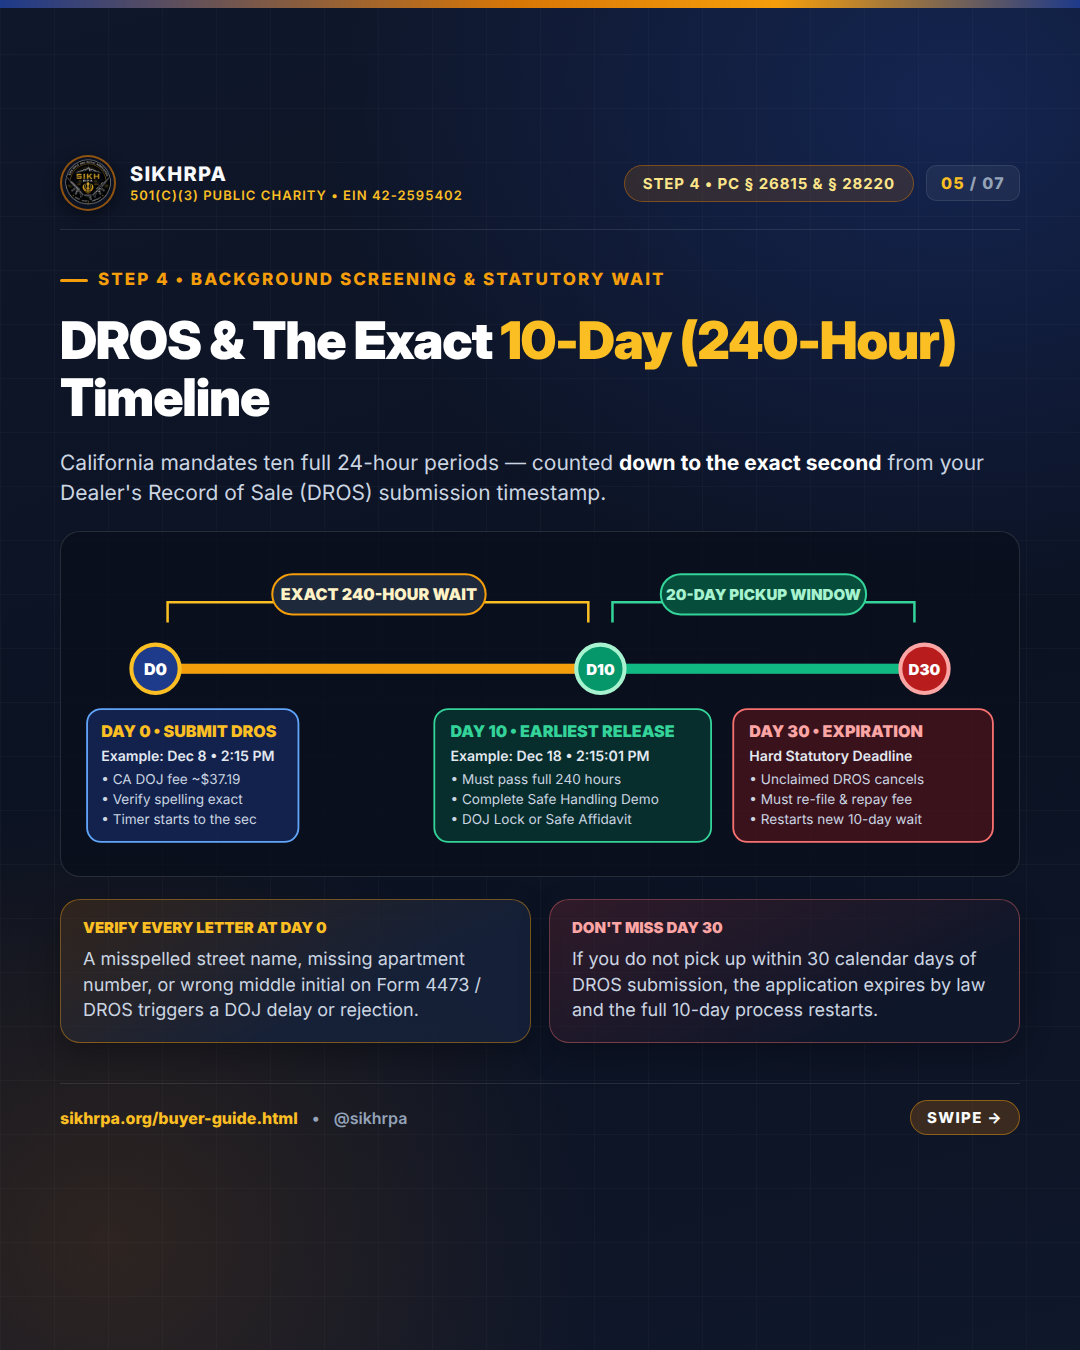 SIKH
SIKHRPA
501(C)(3) PUBLIC CHARITY • EIN 42-2595402
STEP 4 • PC § 26815 & § 28220
05 / 07
STEP 4 • BACKGROUND SCREENING & STATUTORY WAIT
DROS & The Exact 10-Day (240-Hour)
Timeline
California mandates ten full 24-hour periods — counted down to the exact second from your
Dealer's Record of Sale (DROS) submission timestamp.
EXACT 240-HOUR WAIT
20-DAY PICKUP WINDOW
D0
D10
D30
DAY 0 • SUBMIT DROS
Example: Dec 8 • 2:15 PM
• CA DOJ fee ~$37.19
• Verify spelling exact
• Timer starts to the sec
DAY 10 • EARLIEST RELEASE
Example: Dec 18 • 2:15:01 PM
• Must pass full 240 hours
• Complete Safe Handling Demo
• DOJ Lock or Safe Affidavit
DAY 30 • EXPIRATION
Hard Statutory Deadline
• Unclaimed DROS cancels
• Must re-file & repay fee
• Restarts new 10-day wait
VERIFY EVERY LETTER AT DAY 0
A misspelled street name, missing apartment
number, or wrong middle initial on Form 4473 /
DROS triggers a DOJ delay or rejection.
DON'T MISS DAY 30
If you do not pick up within 30 calendar days of
DROS submission, the application expires by law
and the full 10-day process restarts.
sikhrpa.org/buyer-guide.html • @sikhrpa
SWIPE →